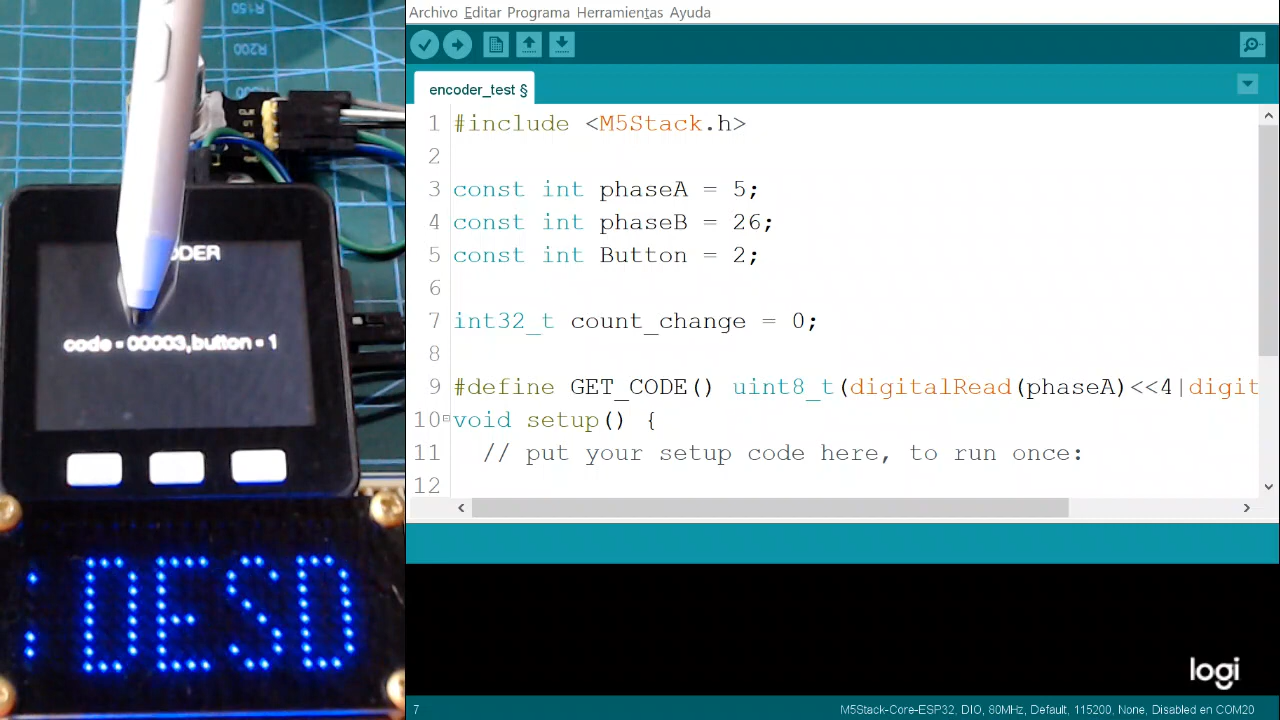 R150
R200
DER
code = 00003,button = 1
: DESD
Archivo Editar Programa Herramientas Ayuda
encoder_test §
1 #include <M5Stack.h>
2
3 const int phaseA = 5;
4 const int phaseB = 26;
5 const int Button = 2;
6
7 int32_t count_change = 0;
8
9 #define GET_CODE() uint8_t(digitalRead(phaseA)<<4|digit
10 void setup() {
11 // put your setup code here, to run once:
12
logi
7
M5Stack-Core-ESP32, DIO, 80MHz, Default, 115200, None, Disabled en COM20